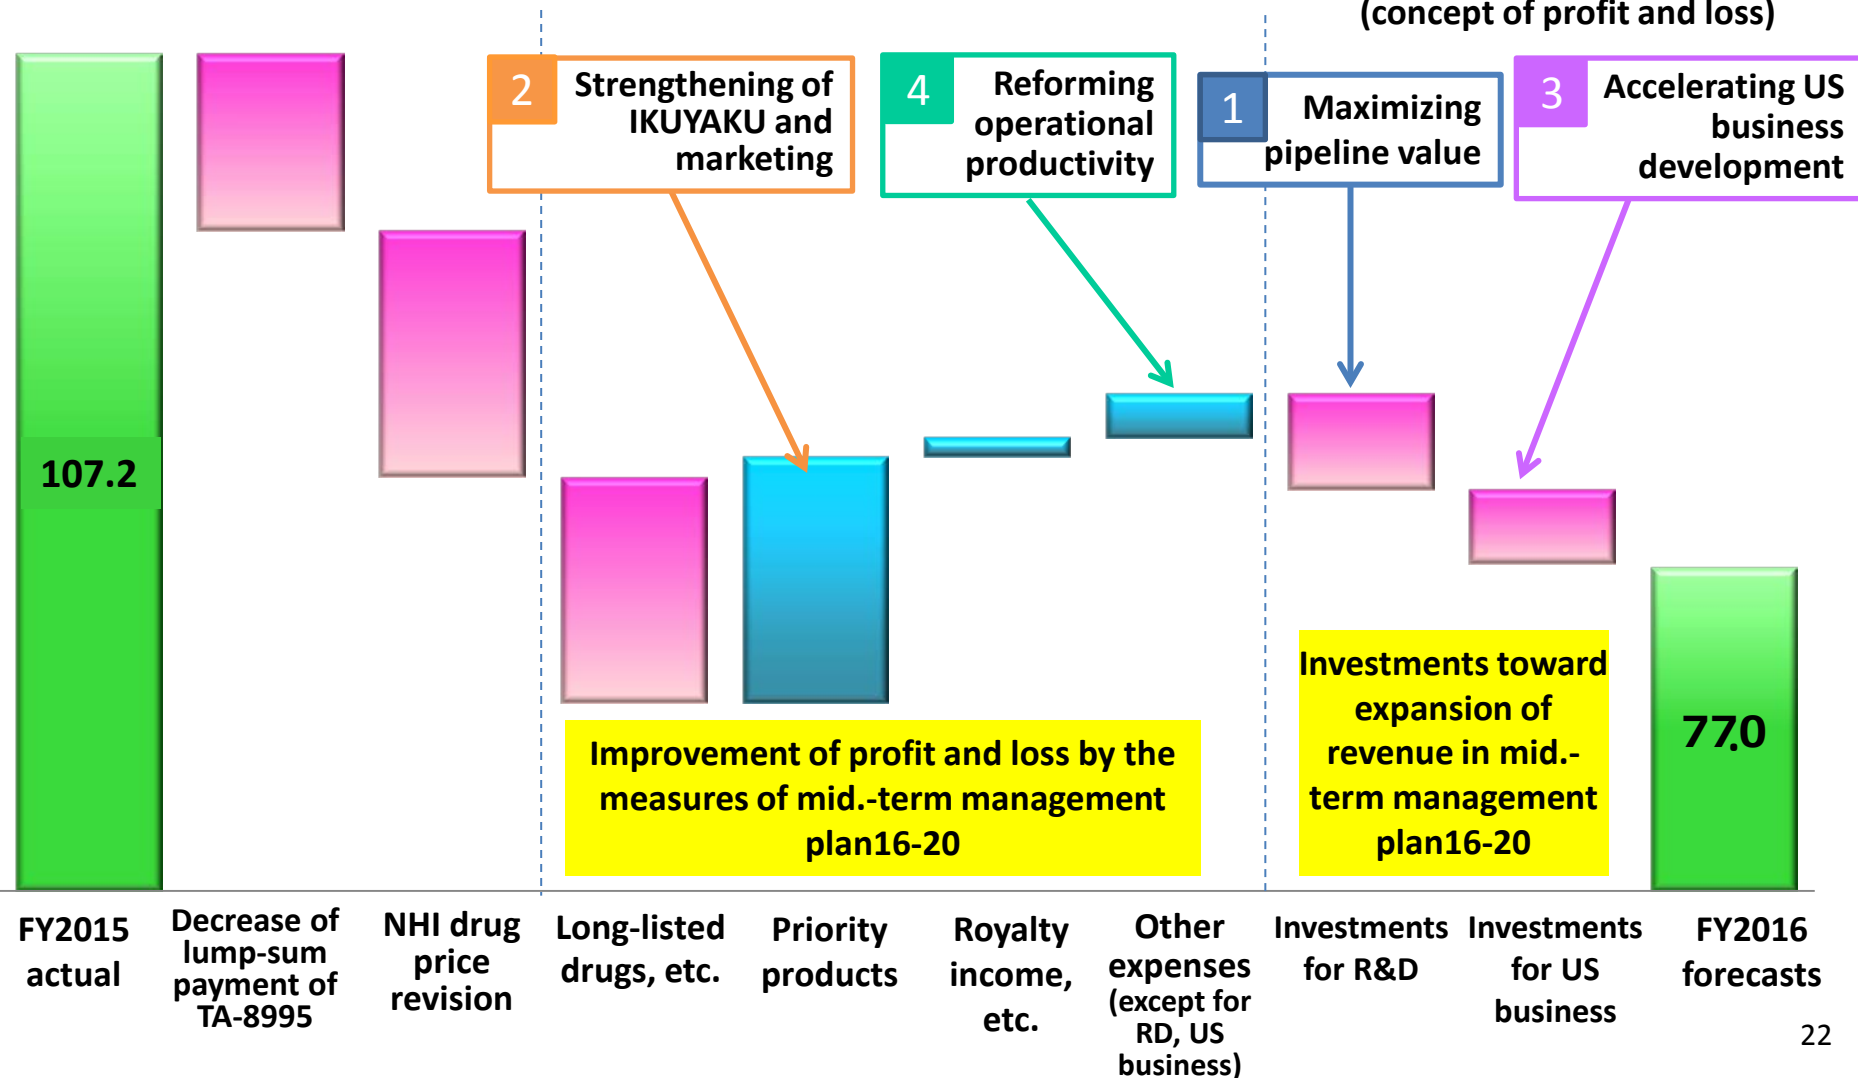 (concept of profit and loss)
2
Strengthening of
IKUYAKU and
marketing
4
Reforming
operational
productivity
1
Maximizing
pipeline value
3
Accelerating US
business
development
107.2
Improvement of profit and loss by the
measures of mid.-term management
plan16-20
Investments toward
expansion of
revenue in mid.-
term management
plan16-20
77.0
FY2015
actual
Decrease of
lump-sum
payment of
TA-8995
NHI drug
price
revision
Long-listed
drugs, etc.
Priority
products
Royalty
income,
etc.
Other
expenses
(except for
RD, US
business)
Investments
for R&D
Investments
for US
business
FY2016
forecasts
22